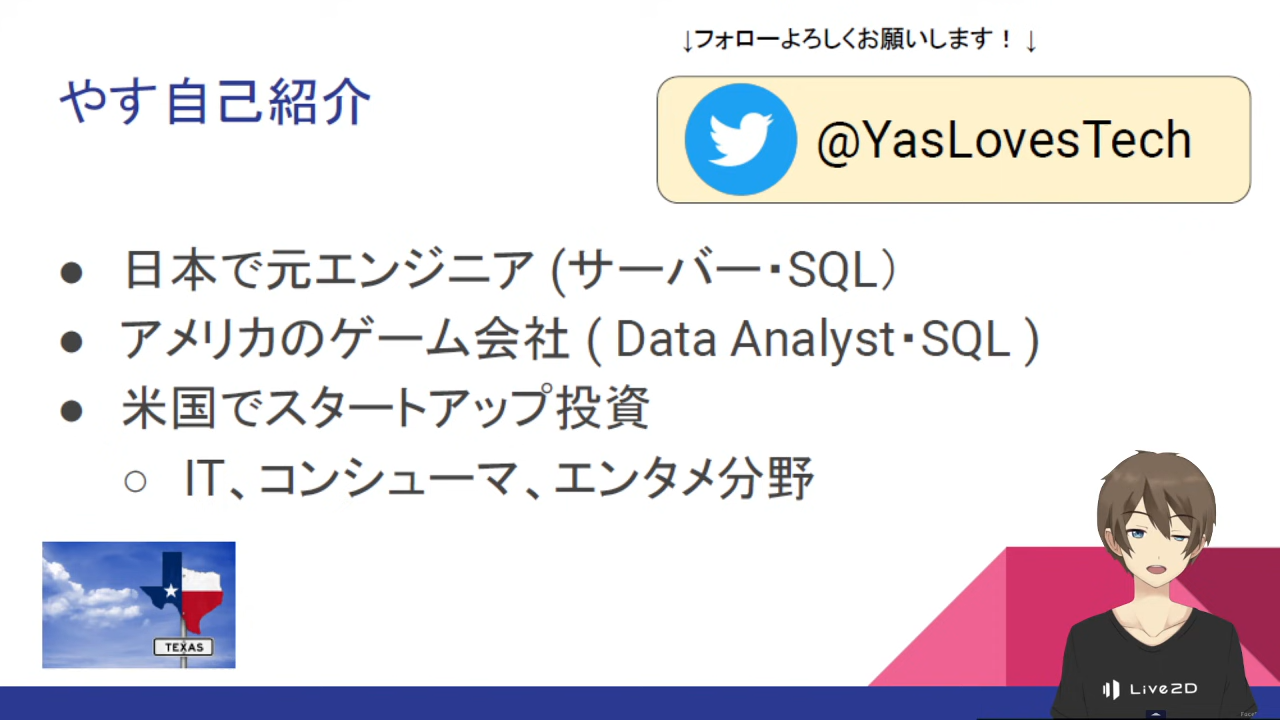 ↓フォローよろしくお願いします！ ↓
やす自己紹介
@YasLovesTech
● 日本で元エンジニア (サーバー・SQL）
● アメリカのゲーム会社 ( Data Analyst・SQL )
● 米国でスタートアップ投資
○ IT、コンシューマ、エンタメ分野
TEXAS
Live2D